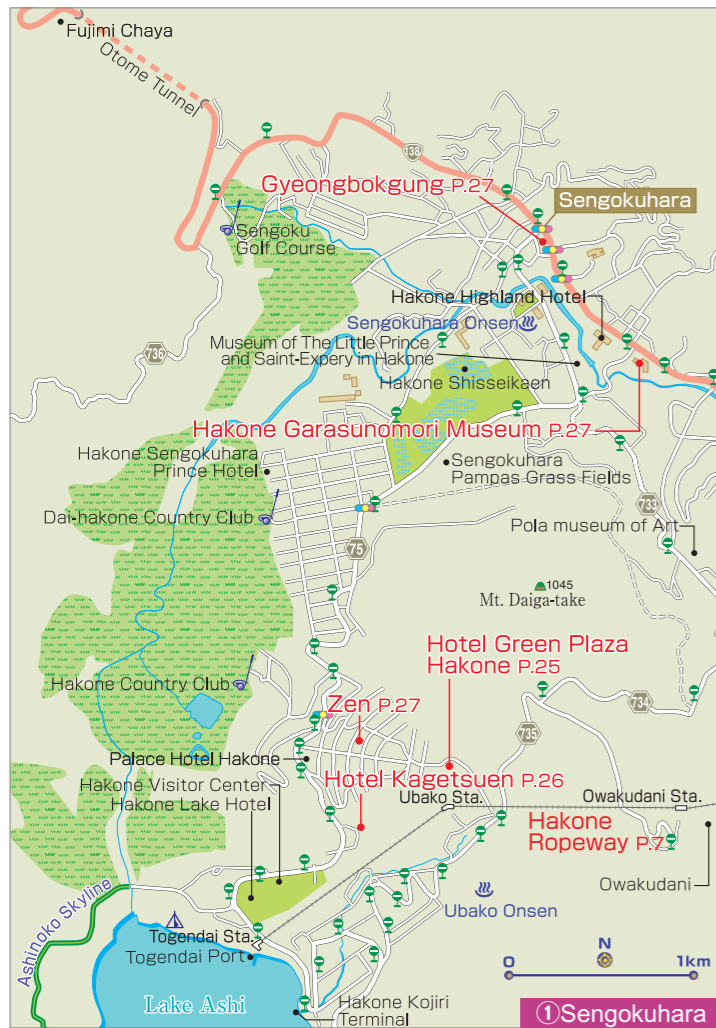 Fujimi Chaya
Otome Tunnel
138
Gyeongbokgung P.27
Sengokuhara
Sengoku
Golf Course
Hakone Highland Hotel
Sengokuhara Onsen
736
Museum of The Little Prince
and Saint-Expery in Hakone
Hakone Shisseikaen
Hakone Garasunomori Museum P.27
Hakone Sengokuhara
Prince Hotel
Sengokuhara
Pampas Grass Fields
733
Dai-hakone Country Club
Pola museum of Art
75
1045
Mt. Daiga-take
Hotel Green Plaza
Hakone P.25
Hakone Country Club
Zen P.27
734
735
Palace Hotel Hakone
Hotel Kagetsuen P.26
Hakone Visitor Center
Hakone Lake Hotel
Ubako Sta.
Owakudani Sta.
Hakone
Ropeway P.7
Owakudani
Ashinoko Skyline
Ubako Onsen
Togendai Sta.
Togendai Port
N
0 1km
Lake Ashi
Hakone Kojiri
Terminal
①Sengokuhara